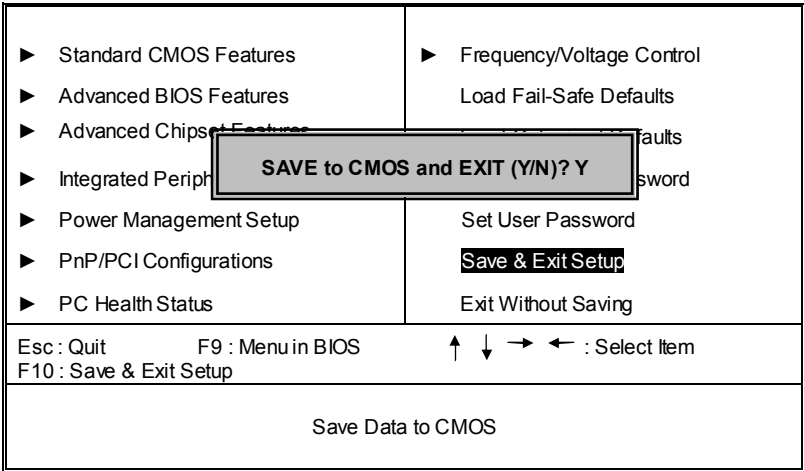 ► Standard CMOS Features
► Advanced BIOS Features
► Advanced Chipset Features
► Integrated Periph
► Power Management Setup
► PnP/PCI Configurations
► PC Health Status
► Frequency/Voltage Control
Load Fail-Safe Defaults
faults
sword
Set User Password
Save & Exit Setup
Exit Without Saving
SAVE to CMOS and EXIT (Y/N)? Y
Esc : Quit F9 : Menu in BIOS ↑ ↓ → ← : Select Item
F10 : Save & Exit Setup
Save Data to CMOS